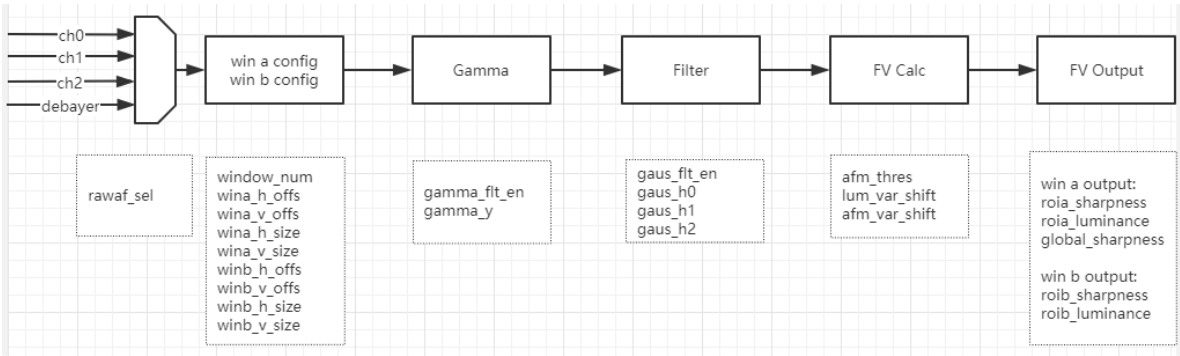 ch0
ch1
ch2
debayer
win a config
win b config
Gamma
Filter
FV Calc
FV Output
rawaf_sel
window_num
wina_h_offs
wina_v_offs
wina_h_size
wina_v_size
winb_h_offs
winb_v_offs
winb_h_size
winb_v_size
gamma_flt_en
gamma_y
gaus_flt_en
gaus_h0
gaus_h1
gaus_h2
afm_thres
lum_var_shift
afm_var_shift
win a output:
roia_sharpness
roia_luminance
global_sharpness
win b output:
roib_sharpness
roib_luminance